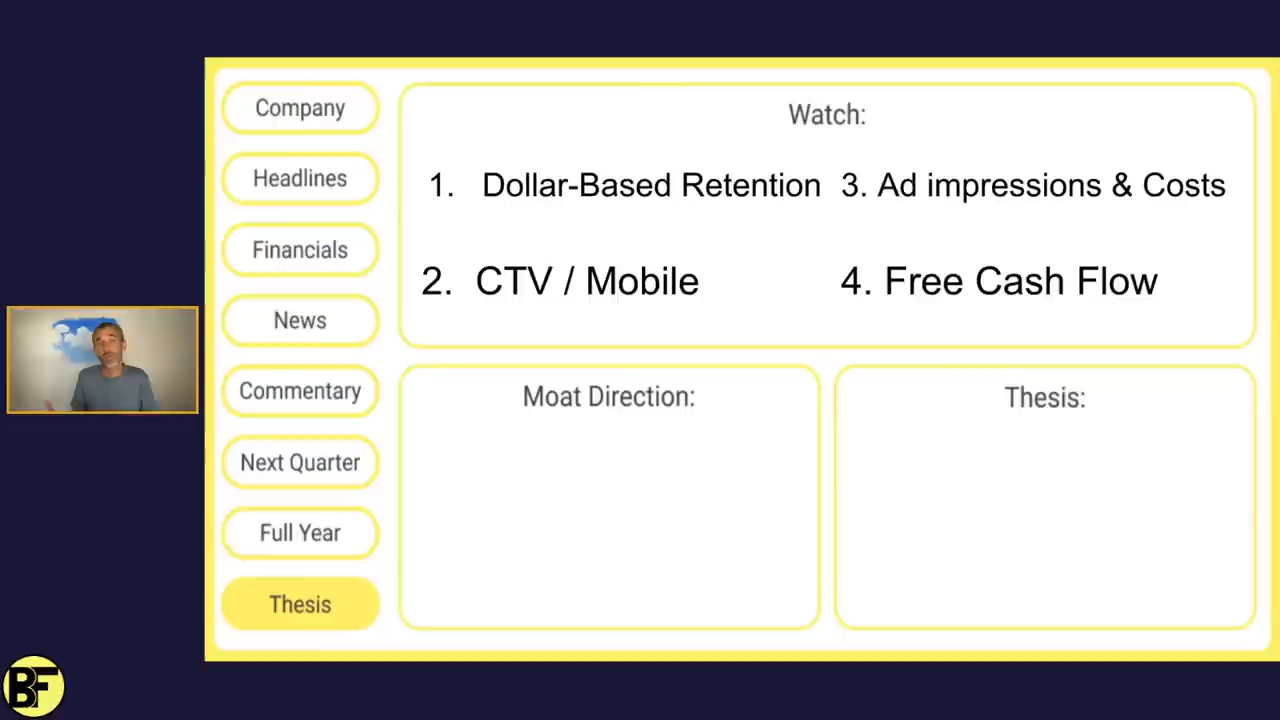 Company
Headlines
Financials
News
Commentary
Next Quarter
Full Year
Thesis
Watch:
1. Dollar-Based Retention
2. CTV / Mobile
3. Ad impressions & Costs
4. Free Cash Flow
Moat Direction:
Thesis:
BF